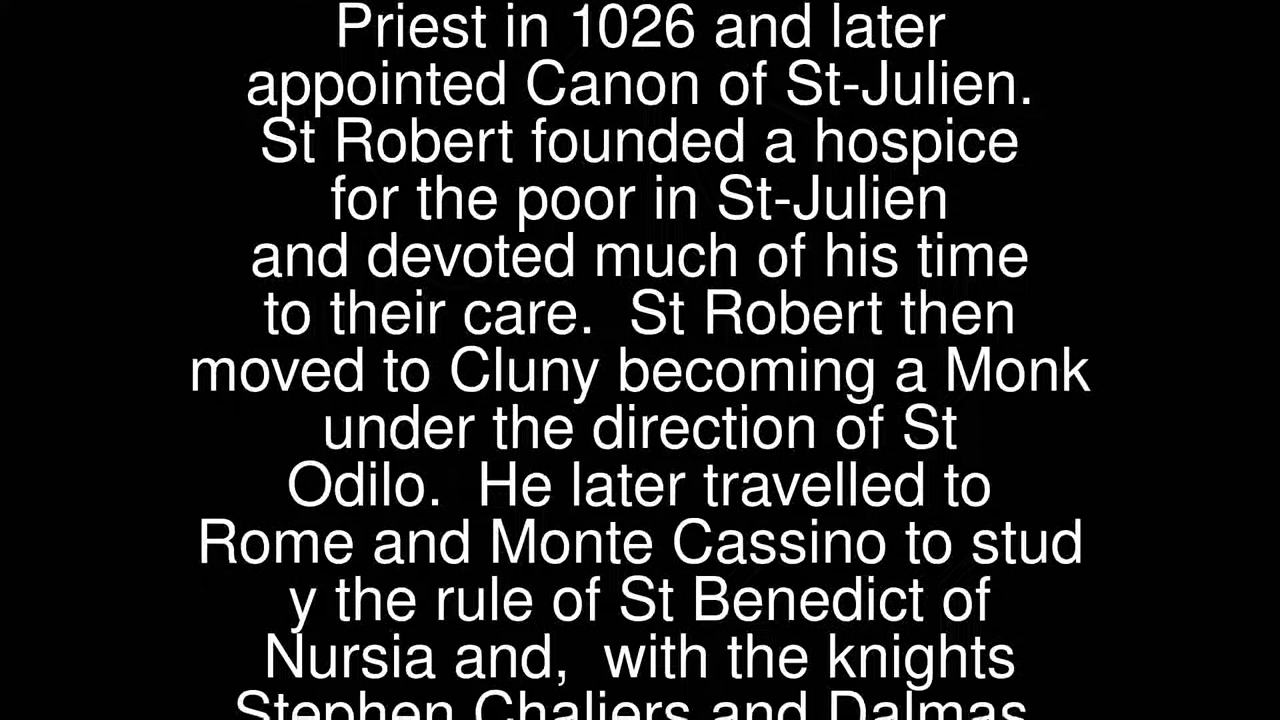 Priest in 1026 and later
appointed Canon of St-Julien.
St Robert founded a hospice
for the poor in St-Julien
and devoted much of his time
to their care.  St Robert then
moved to Cluny becoming a Monk
under the direction of St
Odilo.  He later travelled to
Rome and Monte Cassino to stud
y the rule of St Benedict of
Nursia and,  with the knights
Stephen Chaliers and Dalmas